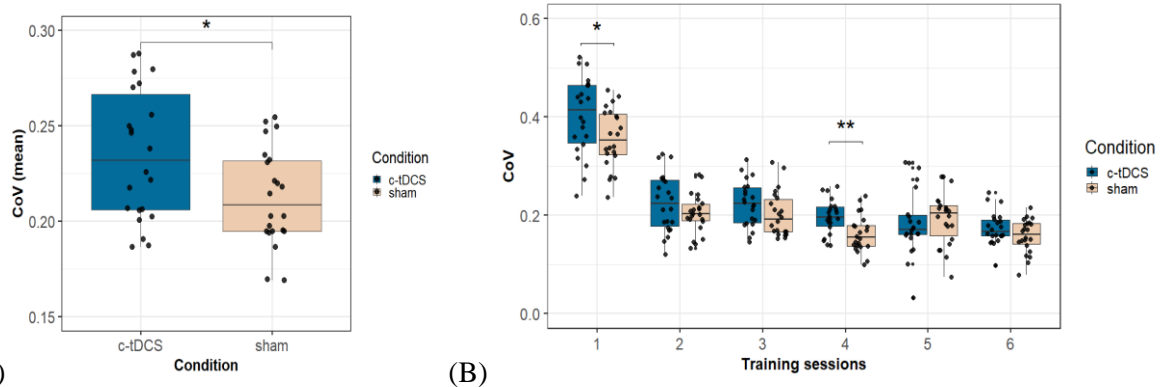 0.30
0.25
0.20
0.15
CoV (mean)
*
c-tDCS
sham
Condition
Condition
c-tDCS
sham
)
(B)
0.6
0.4
0.2
0.0
CoV
*
**
1 2 3 4 5 6
Training sessions
Condition
c-tDCS
sham